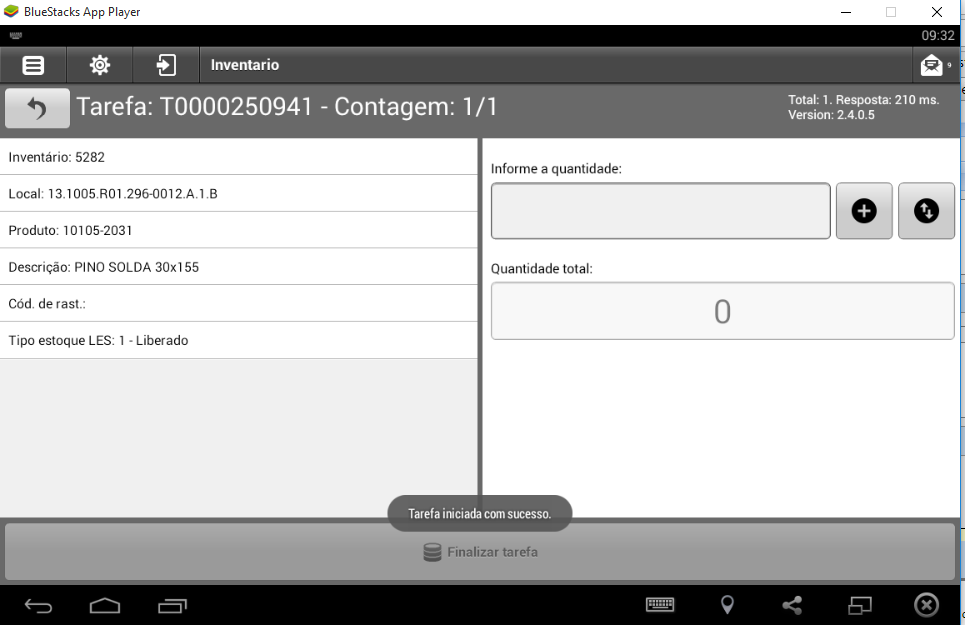 BlueStacks App Player
09:32
Inventario
9
Tarefa: T0000250941 - Contagem: 1/1
Total: 1. Resposta: 210 ms.
Version: 2.4.0.5
Inventário: 5282
Local: 13.1005.R01.296-0012.A.1.B
Produto: 10105-2031
Descrição: PINO SOLDA 30x155
Cód. de rast.:
Tipo estoque LES: 1 - Liberado
Informe a quantidade:
Quantidade total:
0
Tarefa iniciada com sucesso.
Finalizar tarefa